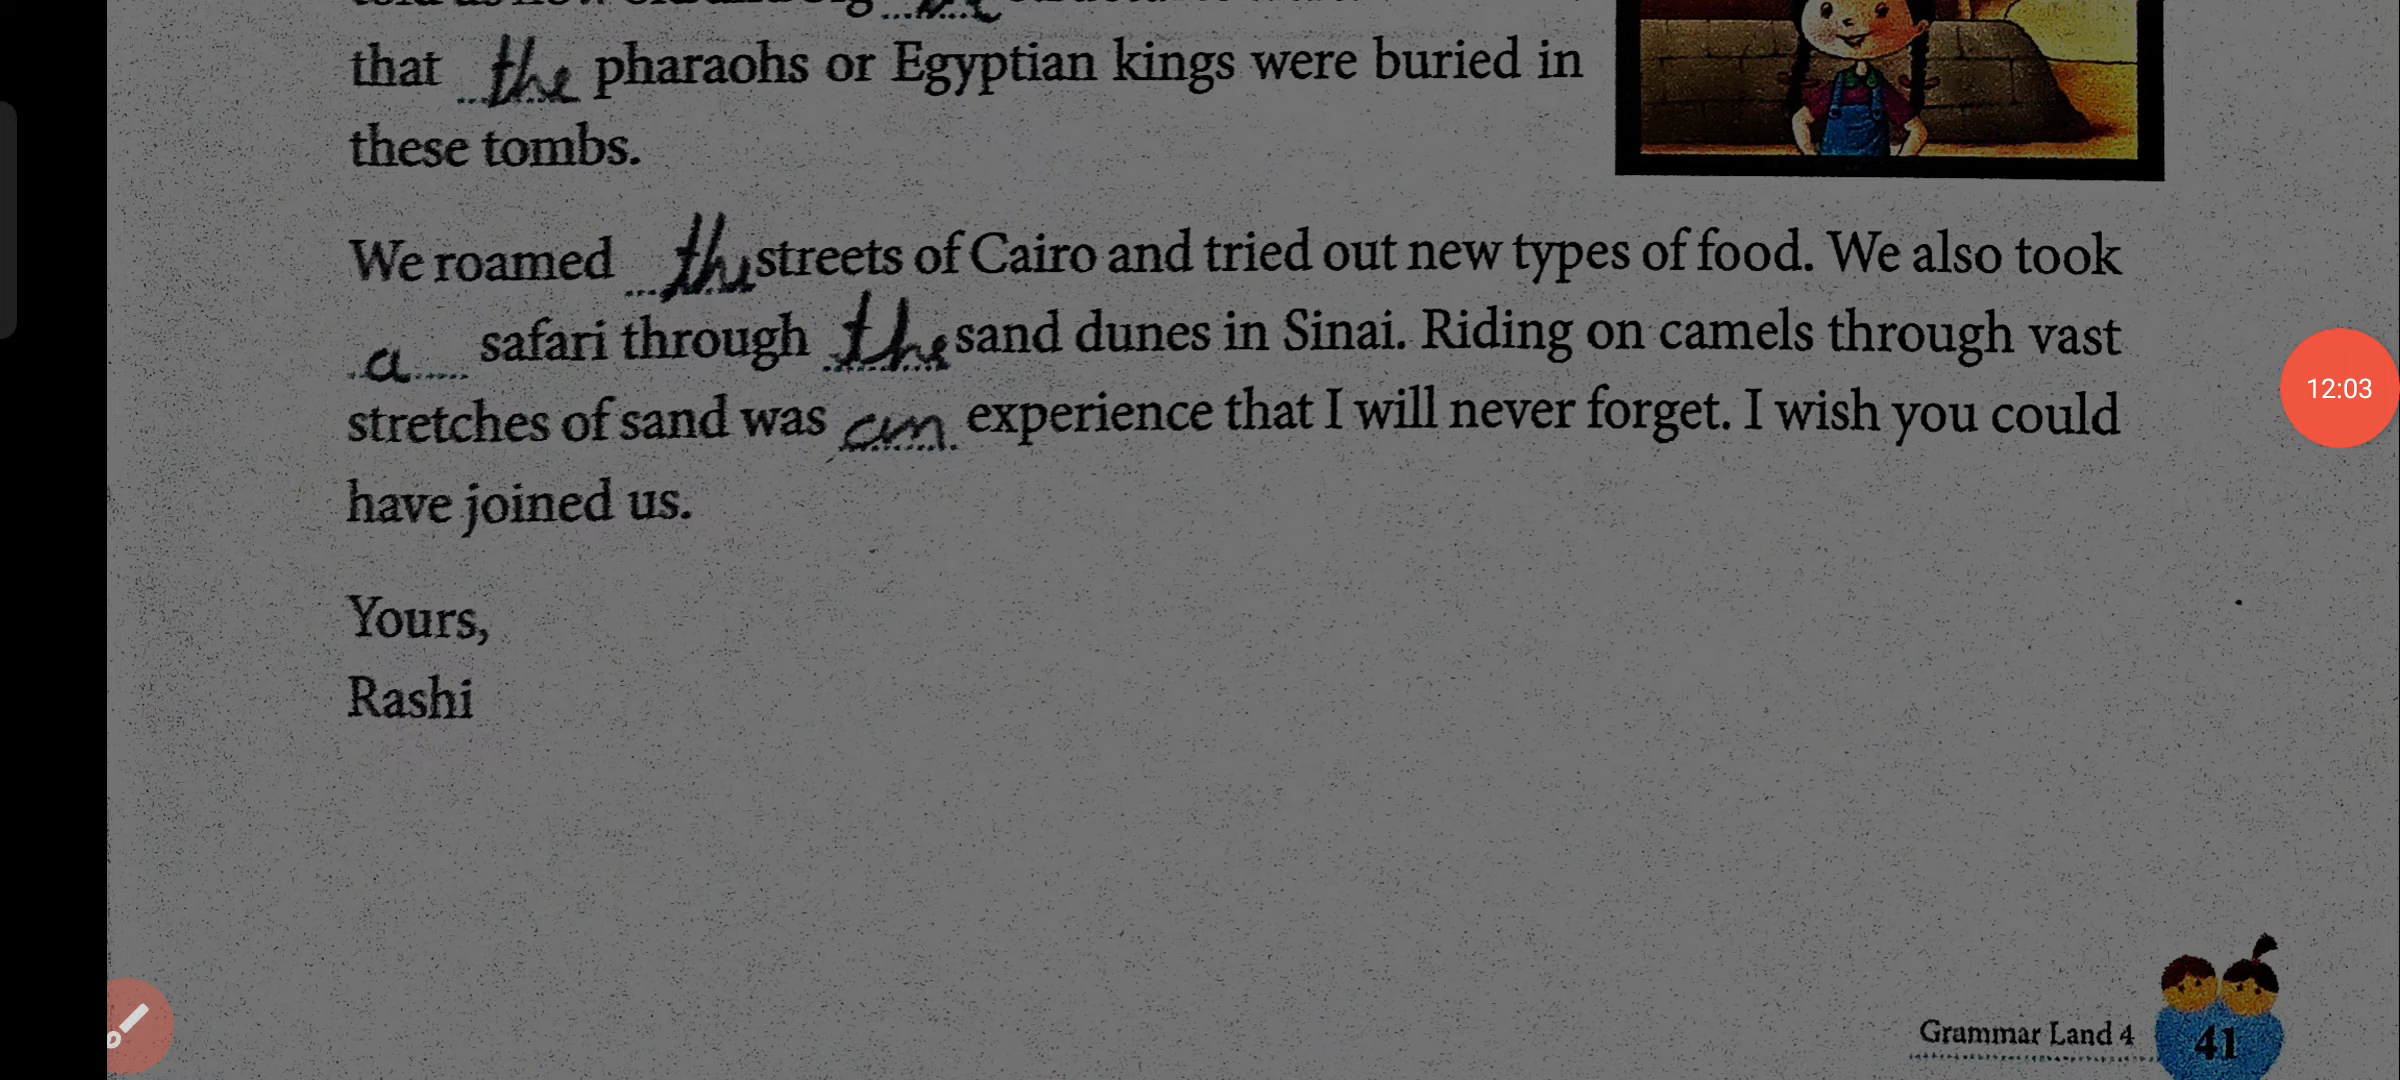 that the pharaohs or Egyptian kings were buried in
these tombs.
We roamed the streets of Cairo and tried out new types of food. We also took
a safari through the sand dunes in Sinai. Riding on camels through vast
stretches of sand was an experience that I will never forget. I wish you could
have joined us.
Yours,
Rashi
12:03
Grammar Land 4
41